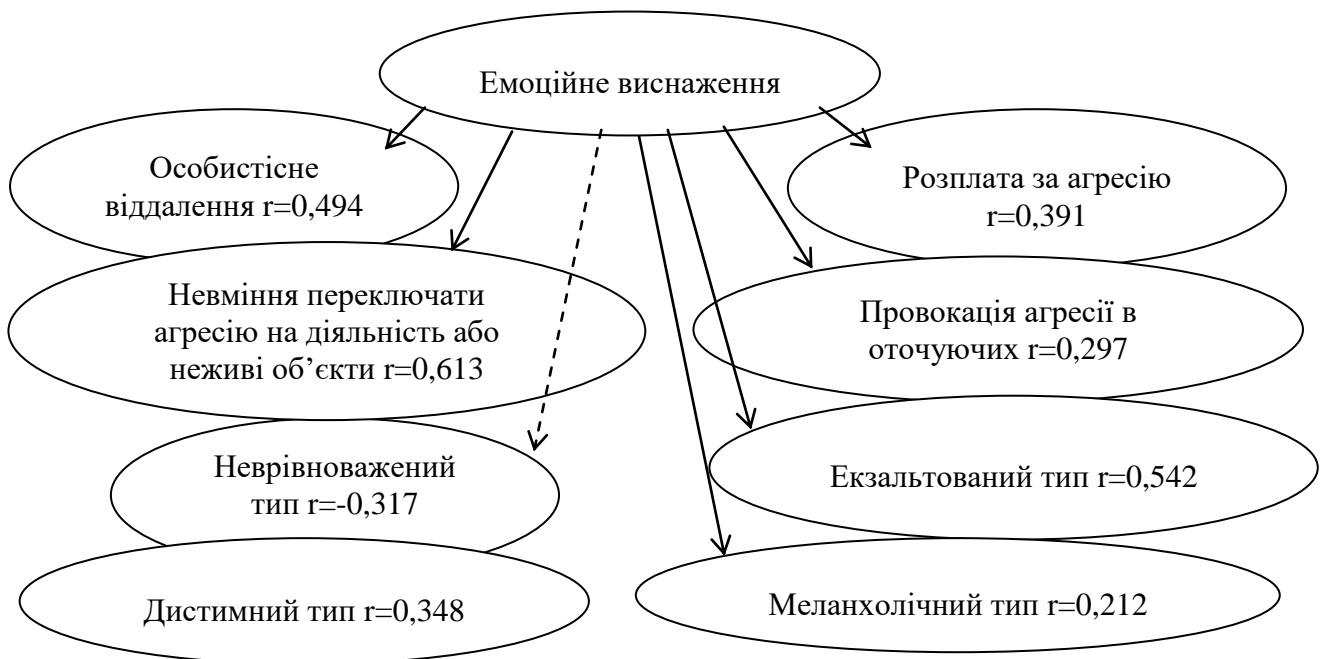 Емоційне виснаження
Особистісне
віддалення r=0,494
Розплата за агресію
r=0,391
Невміння переключати
агресію на діяльність або
неживі об’єкти r=0,613
Провокація агресії в
оточуючих r=0,297
Неврівноважений
тип r=-0,317
Екзальтований тип r=0,542
Дистимний тип r=0,348
Меланхолічний тип r=0,212